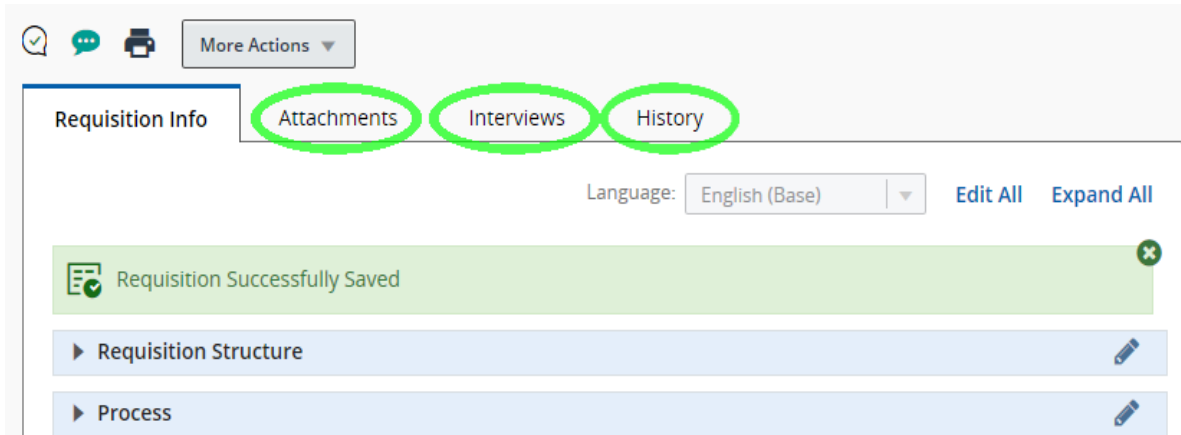 More Actions
Requisition Info Attachments Interviews History
Language: English (Base) Edit All Expand All
Requisition Successfully Saved
Requisition Structure
Process